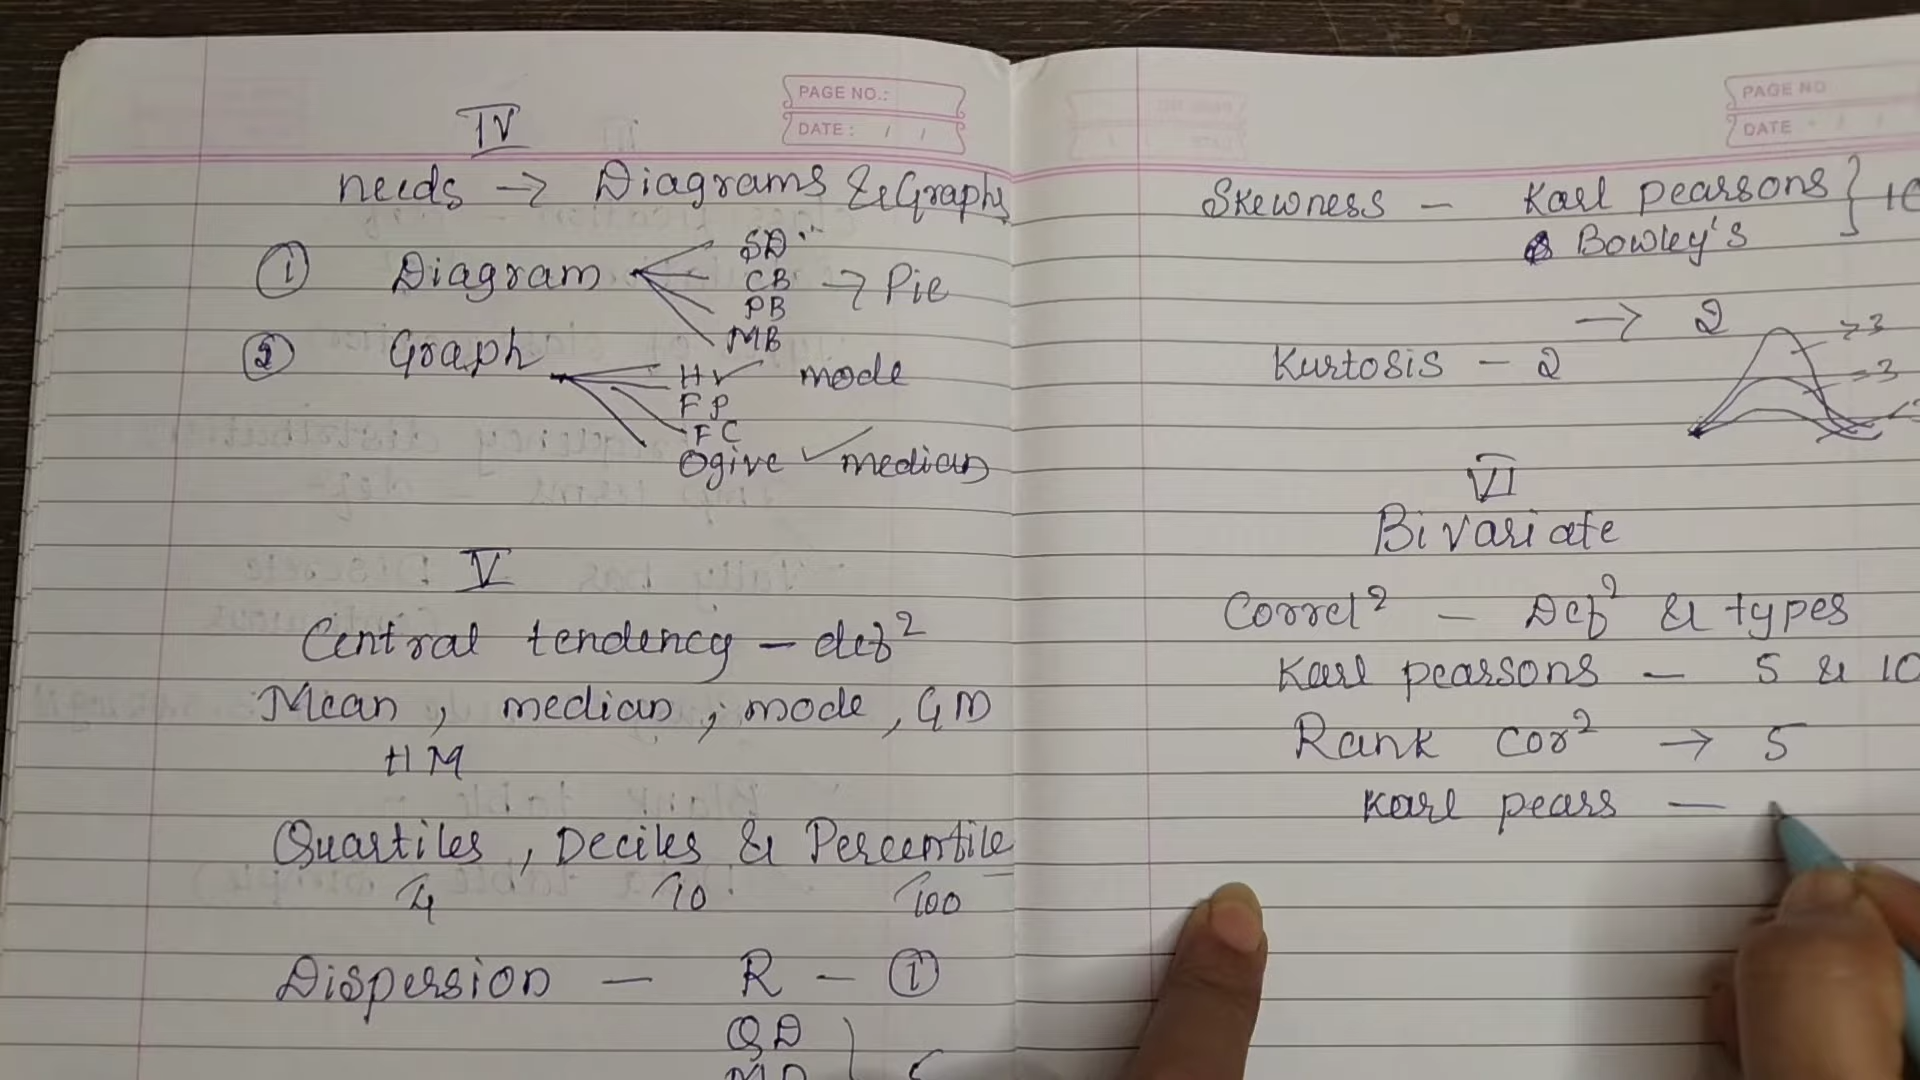 IV
PAGE NO.:
DATE: / /
needs → Diagrams & Graphs
① Diagram
SD
CB → Pie
PB
MB
② Graph
H ✓ mode
FP
FC
Ogive ✓ median
V
Central tendency — def²
Mean, median, mode, GM
HM
Quartiles, Deciles & Percentile
4 10 100
Dispersion — R — ①
QD
MD
PAGE NO
DATE
Skewness — Karl pearsons
Bowley's
→ 2
Kurtosis — 2
>3
=3
VI
Bivariate
Correl² — Def² & types
Karl pearsons — 5 & 10
Rank cor² → 5
Karl pears —